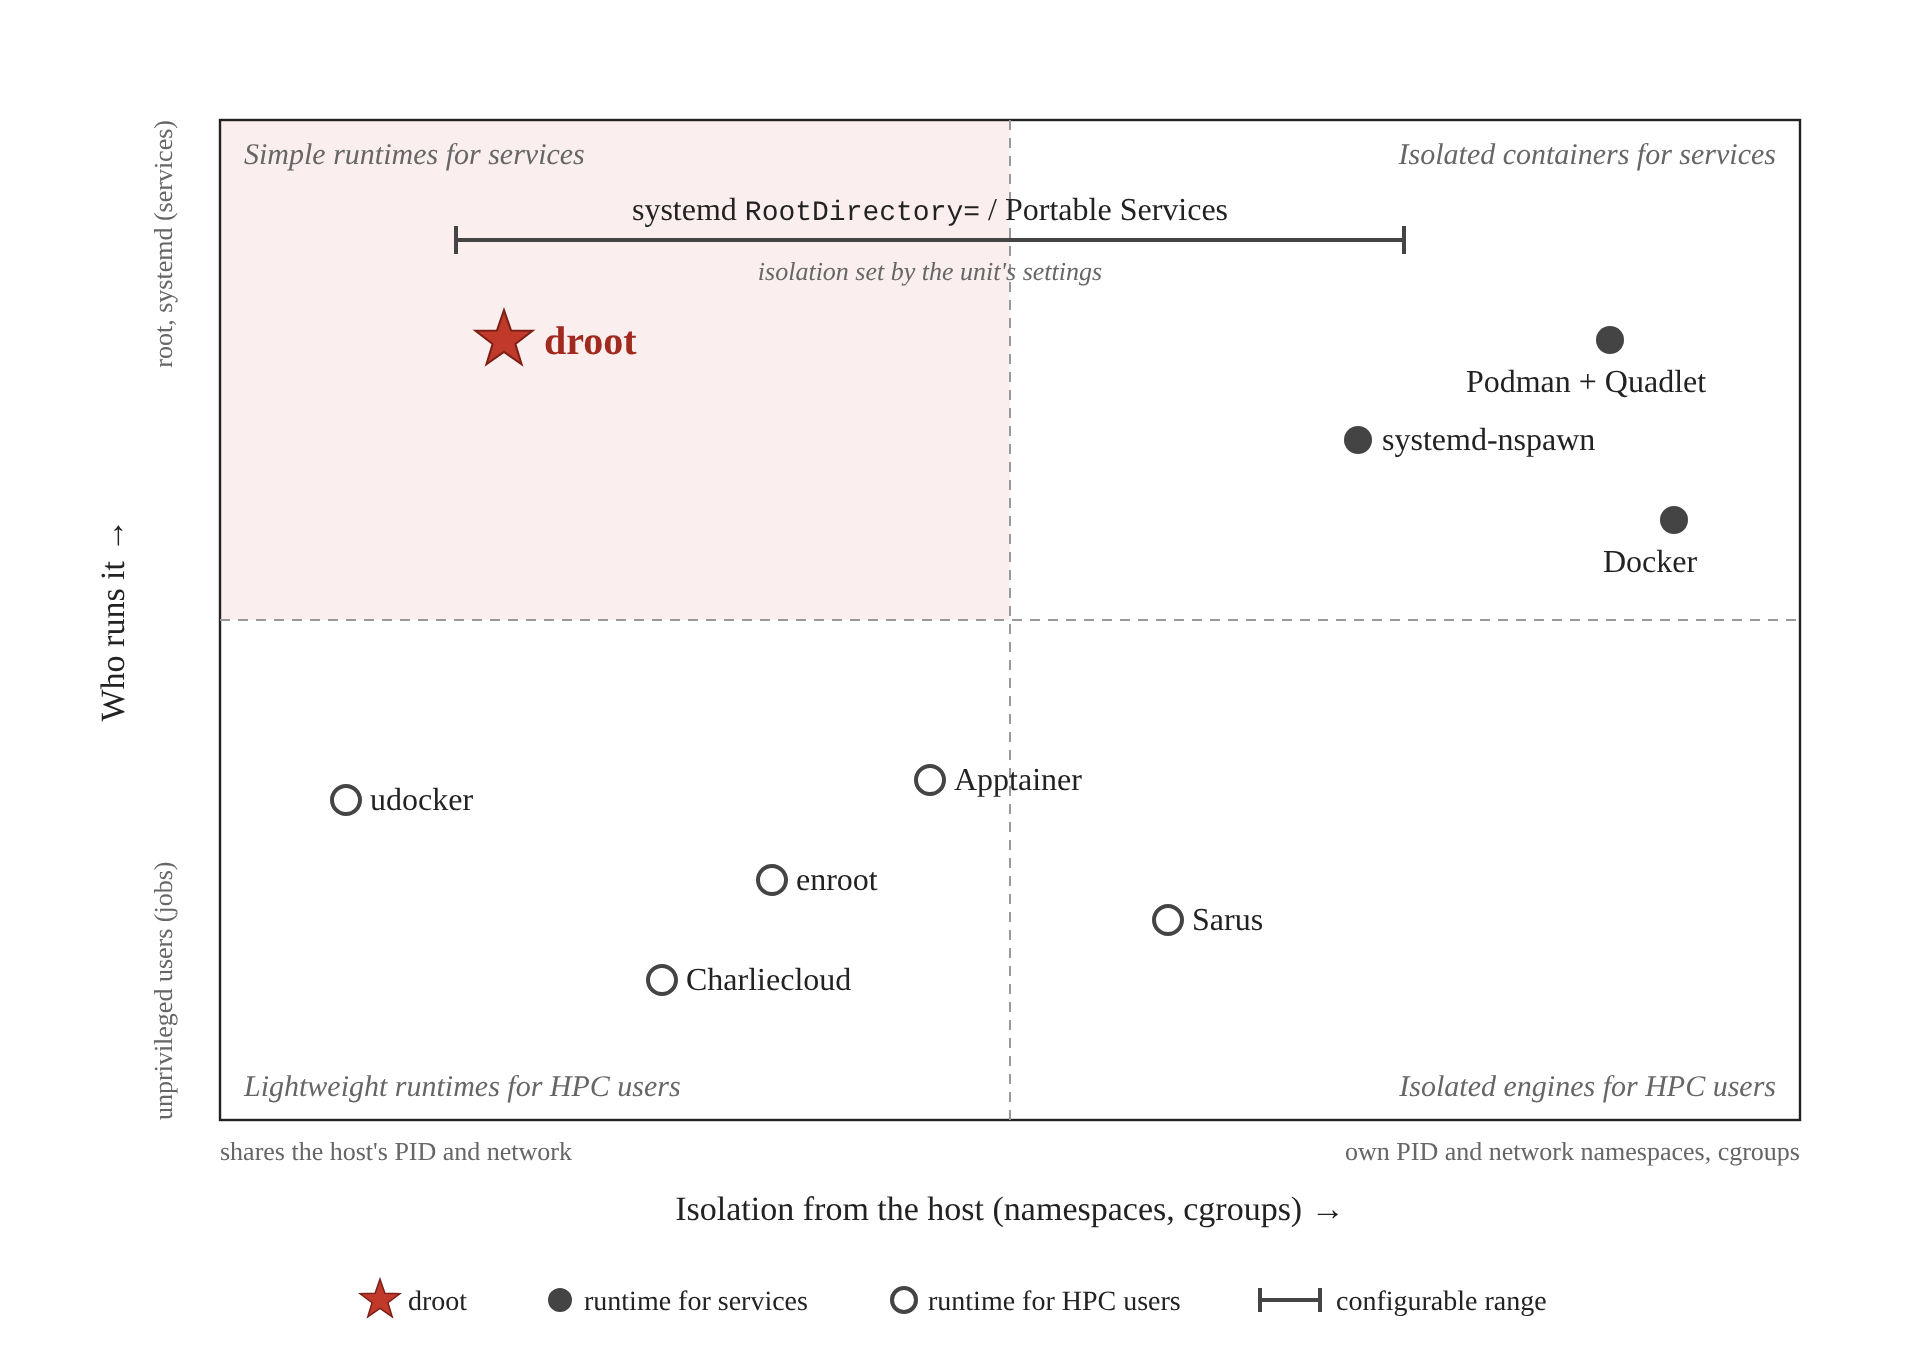 root, systemd (services)
Simple runtimes for services
Isolated containers for services
systemd RootDirectory= / Portable Services
isolation set by the unit's settings
droot
Podman + Quadlet
systemd-nspawn
Docker
Who runs it →
Apptainer
udocker
enroot
Sarus
Charliecloud
unprivileged users (jobs)
Lightweight runtimes for HPC users
Isolated engines for HPC users
shares the host's PID and network
own PID and network namespaces, cgroups
Isolation from the host (namespaces, cgroups) →
droot
runtime for services
runtime for HPC users
configurable range